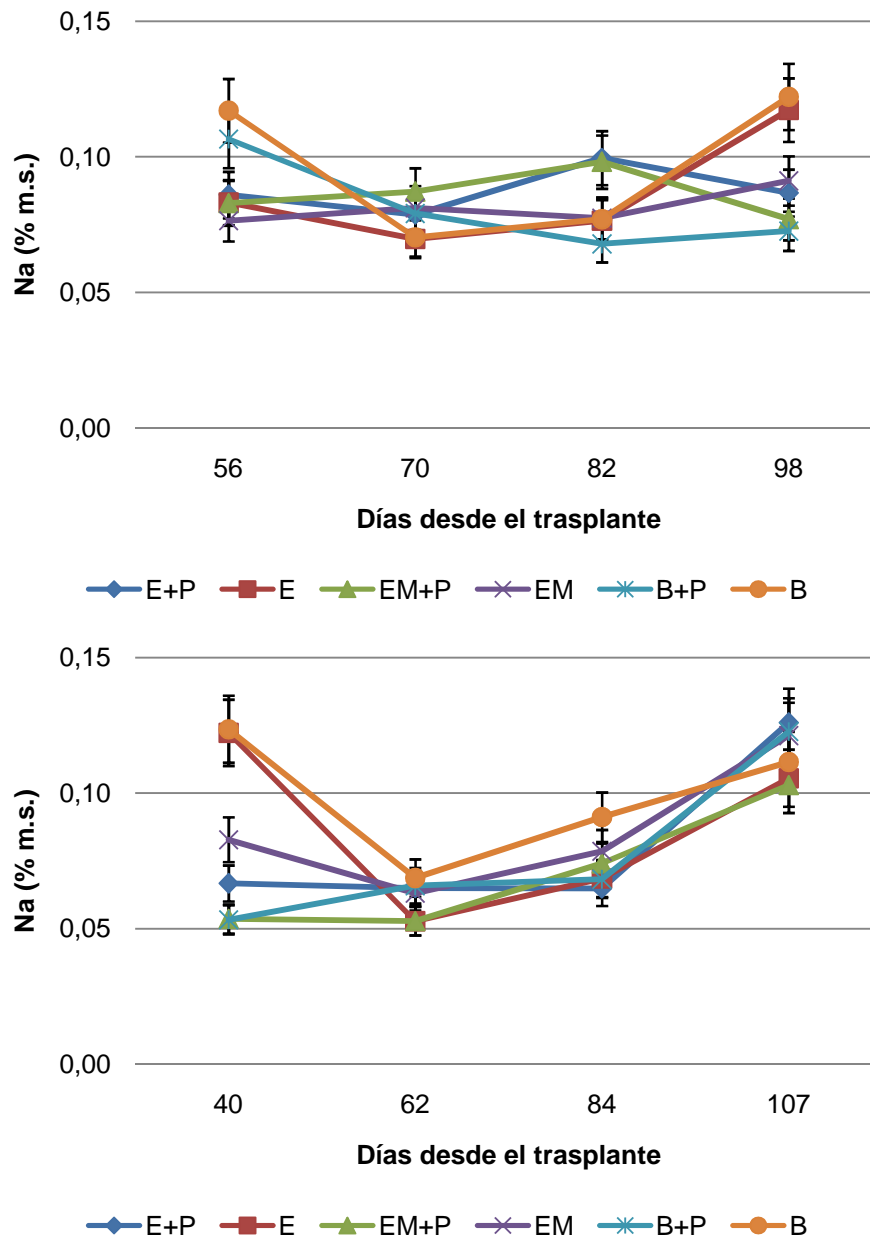 0,15
0,10
0,05
0,00
Na (% m.s.)
56 70 82 98
Días desde el trasplante
E+P E EM+P EM B+P B
0,15
0,10
0,05
0,00
Na (% m.s.)
40 62 84 107
Días desde el trasplante
E+P E EM+P EM B+P B